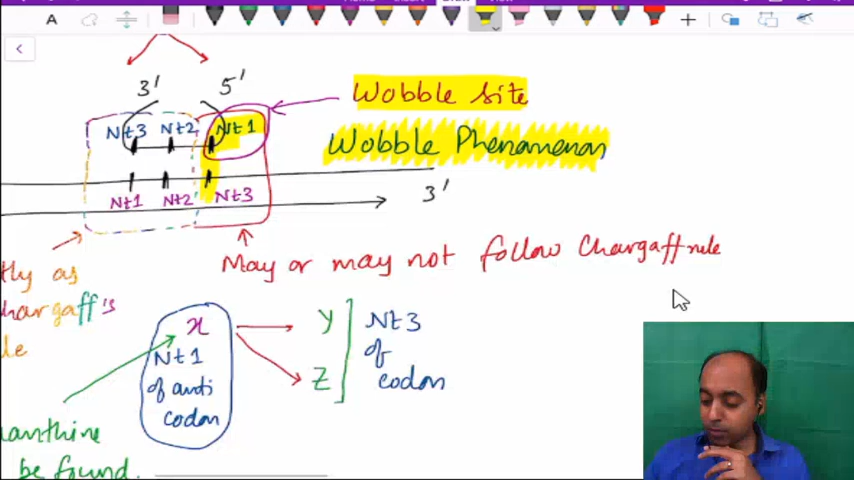 3' 5'
Wobble site
Nt3 Nt2 Nt1
Wobble Phenomenon
3'
Nt1 Nt2 Nt3
May or may not follow Chargaff rule
tly as
hargaff's
le
x
Nt1
of anti
codon
Y
Z
Nt3
of
codon
anthine
be found.